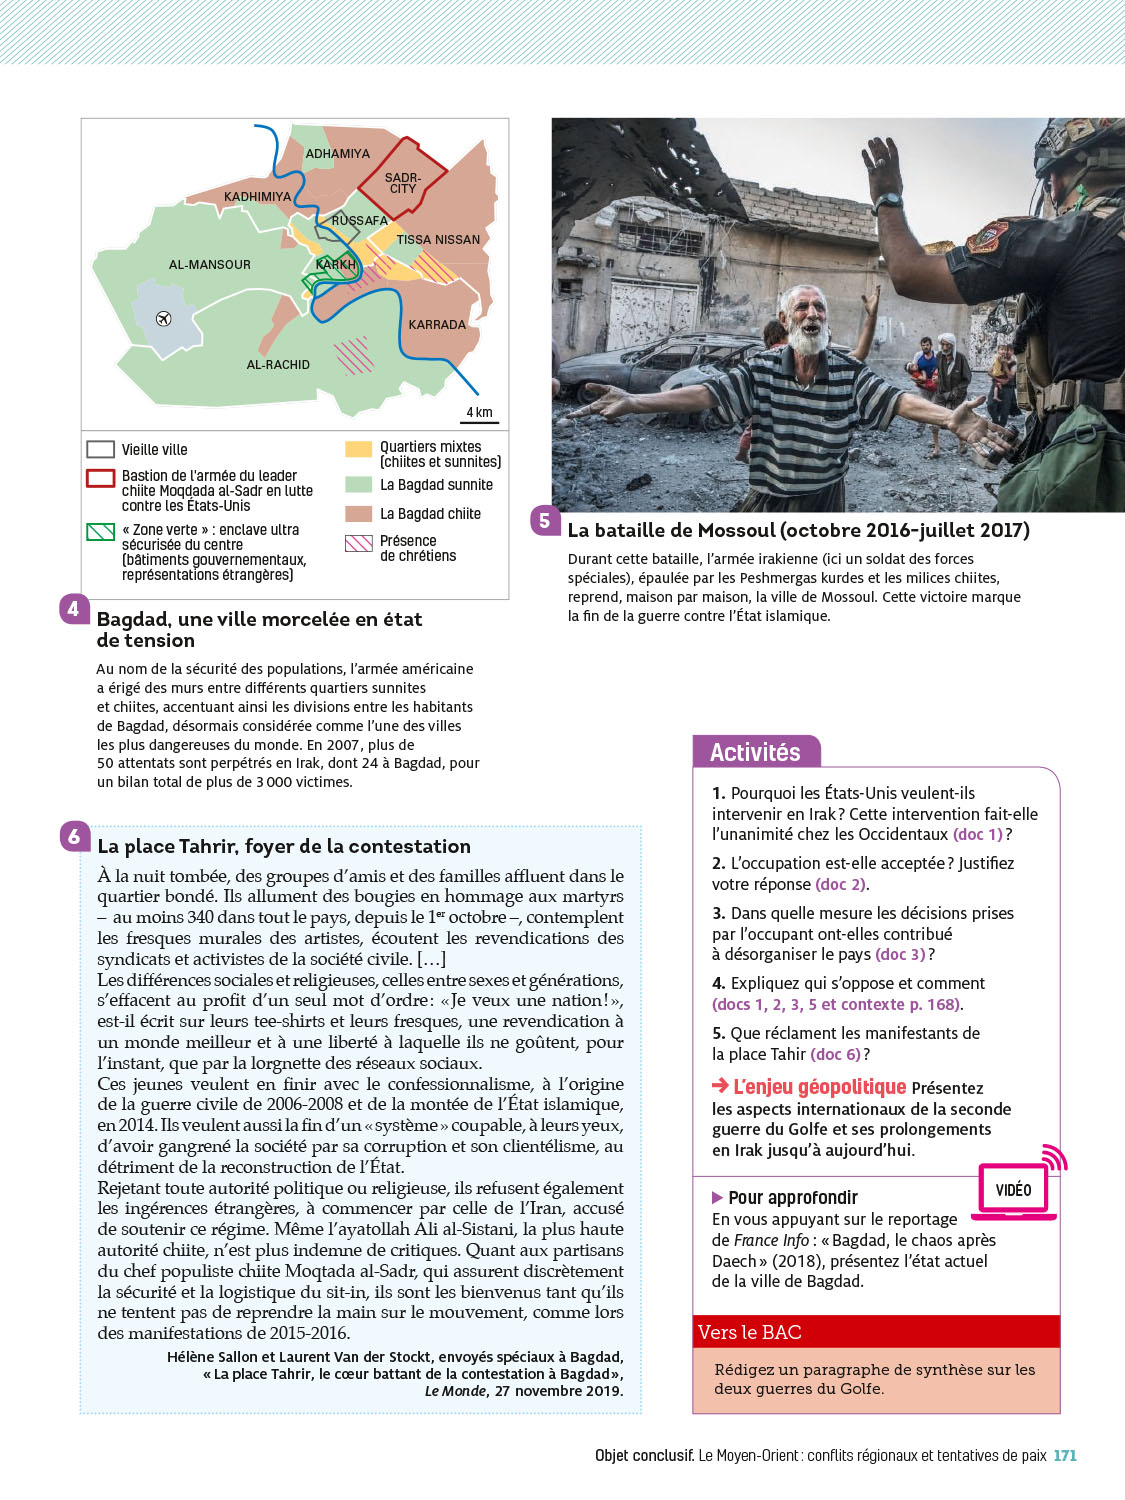 ADHAMIYA
SADR-
CITY
KADHIMIYA
RUSSAFA
TISSA NISSAN
AL-MANSOUR
KARKH
KARRADA
AL-RACHID
4 km
Vieille ville
Bastion de l'armée du leader
chiite Moqdada al-Sadr en lutte
contre les États-Unis
« Zone verte » : enclave ultra
sécurisée du centre
(bâtiments gouvernementaux,
représentations étrangères)
Quartiers mixtes
(chiites et sunnites)
La Bagdad sunnite
La Bagdad chiite
Présence
de chrétiens
4
Bagdad, une ville morcelée en état
de tension
Au nom de la sécurité des populations, l'armée américaine
a érigé des murs entre différents quartiers sunnites
et chiites, accentuant ainsi les divisions entre les habitants
de Bagdad, désormais considérée comme l'une des villes
les plus dangereuses du monde. En 2007, plus de
50 attentats sont perpétrés en Irak, dont 24 à Bagdad, pour
un bilan total de plus de 3 000 victimes.
5
La bataille de Mossoul (octobre 2016-juillet 2017)
Durant cette bataille, l'armée irakienne (ici un soldat des forces
spéciales), épaulée par les Peshmergas kurdes et les milices chiites,
reprend, maison par maison, la ville de Mossoul. Cette victoire marque
la fin de la guerre contre l'État islamique.
6
La place Tahrir, foyer de la contestation
À la nuit tombée, des groupes d'amis et des familles affluent dans le
quartier bondé. Ils allument des bougies en hommage aux martyrs
– au moins 340 dans tout le pays, depuis le 1er octobre –, contemplent
les fresques murales des artistes, écoutent les revendications des
syndicats et activistes de la société civile. […]
Les différences sociales et religieuses, celles entre sexes et générations,
s'effacent au profit d'un seul mot d'ordre : « Je veux une nation ! »,
est-il écrit sur leurs tee-shirts et leurs fresques, une revendication à
un monde meilleur et à une liberté à laquelle ils ne goûtent, pour
l'instant, que par la lorgnette des réseaux sociaux.
Ces jeunes veulent en finir avec le confessionnalisme, à l'origine
de la guerre civile de 2006-2008 et de la montée de l'État islamique,
en 2014. Ils veulent aussi la fin d'un « système » coupable, à leurs yeux,
d'avoir gangrené la société par sa corruption et son clientélisme, au
détriment de la reconstruction de l'État.
Rejetant toute autorité politique ou religieuse, ils refusent également
les ingérences étrangères, à commencer par celle de l'Iran, accusé
de soutenir ce régime. Même l'ayatollah Ali al-Sistani, la plus haute
autorité chiite, n'est plus indemne de critiques. Quant aux partisans
du chef populiste chiite Moqtada al-Sadr, qui assurent discrètement
la sécurité et la logistique du sit-in, ils sont les bienvenus tant qu'ils
ne tentent pas de reprendre la main sur le mouvement, comme lors
des manifestations de 2015-2016.
Hélène Sallon et Laurent Van der Stockt, envoyés spéciaux à Bagdad,
« La place Tahrir, le cœur battant de la contestation à Bagdad »,
Le Monde, 27 novembre 2019.
Activités
1. Pourquoi les États-Unis veulent-ils
intervenir en Irak ? Cette intervention fait-elle
l'unanimité chez les Occidentaux (doc 1) ?
2. L'occupation est-elle acceptée ? Justifiez
votre réponse (doc 2).
3. Dans quelle mesure les décisions prises
par l'occupant ont-elles contribué
à désorganiser le pays (doc 3) ?
4. Expliquez qui s'oppose et comment
(docs 1, 2, 3, 5 et contexte p. 168).
5. Que réclament les manifestants de
la place Tahir (doc 6) ?
➔ L'enjeu géopolitique Présentez
les aspects internationaux de la seconde
guerre du Golfe et ses prolongements
en Irak jusqu'à aujourd'hui.
VIDÉO
▶ Pour approfondir
En vous appuyant sur le reportage
de France Info : « Bagdad, le chaos après
Daech » (2018), présentez l'état actuel
de la ville de Bagdad.
Vers le BAC
Rédigez un paragraphe de synthèse sur les
deux guerres du Golfe.
Objet conclusif. Le Moyen-Orient : conflits régionaux et tentatives de paix 171